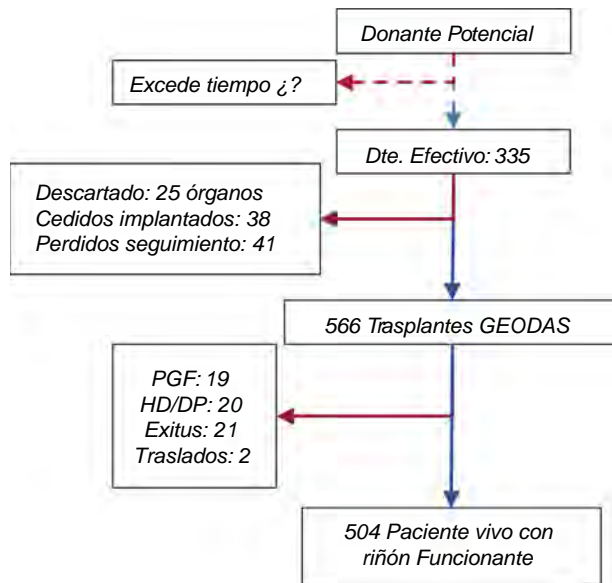 Donante Potencial
Excede tiempo ¿?
Dte. Efectivo: 335
Descartado: 25 órganos
Cedidos implantados: 38
Perdidos seguimiento: 41
566 Trasplantes GEODAS
PGF: 19
HD/DP: 20
Exitus: 21
Traslados: 2
504 Paciente vivo con
riñón Funcionante